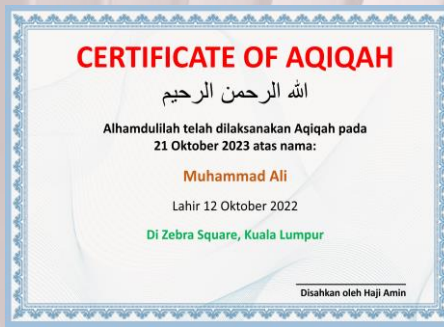 CERTIFICATE OF AQIQAH
الله الرحمن الرحيم
Alhamdulilah telah dilaksanakan Aqiqah pada
21 Oktober 2023 atas nama:
Muhammad Ali
Lahir 12 Oktober 2022
Di Zebra Square, Kuala Lumpur
Disahkan oleh Haji Amin